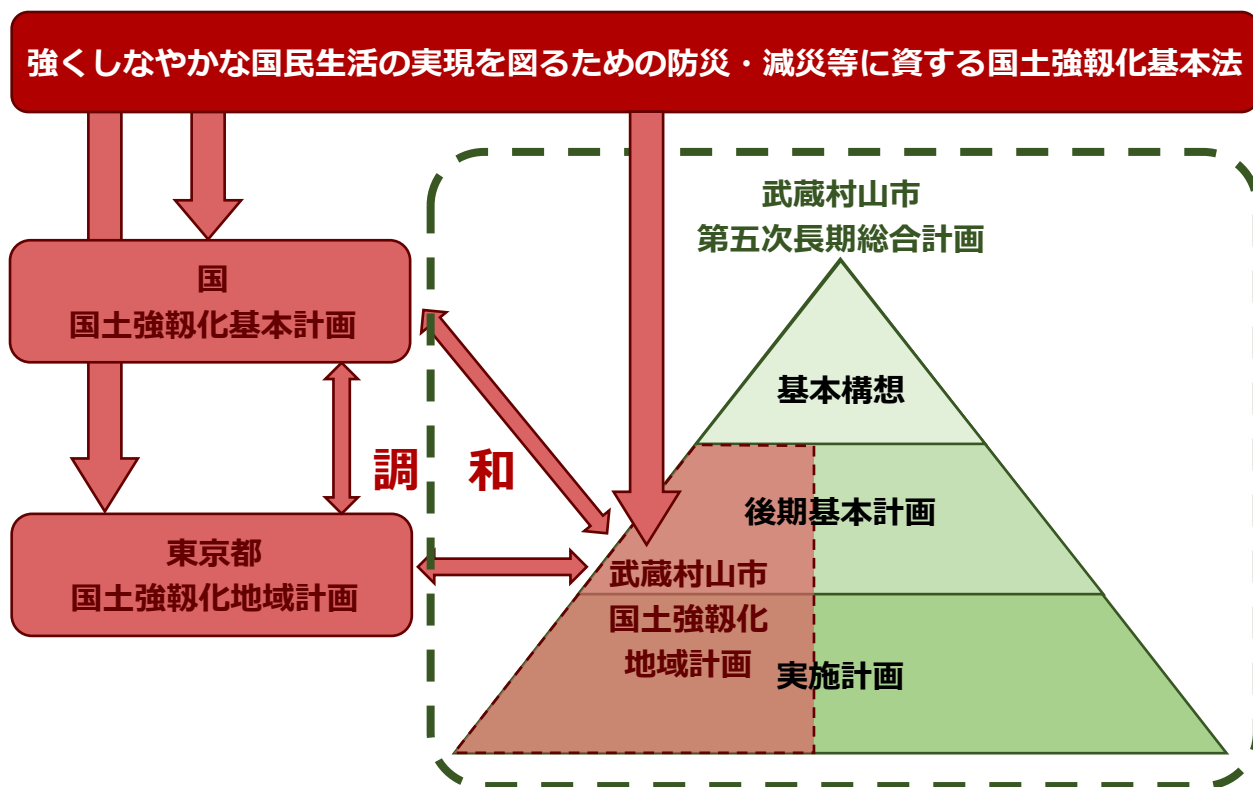 強くしなやかな国民生活の実現を図るための防災・減災等に資する国土強靱化基本法
武蔵村山市
第五次長期総合計画
国
国土強靱化基本計画
基本構想
調 和
後期基本計画
東京都
国土強靱化地域計画
武蔵村山市
国土強靱化
地域計画
実施計画